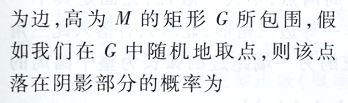 为边,高为 M 的矩形 G 所包围,假
如我们在 G 中随机地取点,则该点
落在阴影部分的概率为